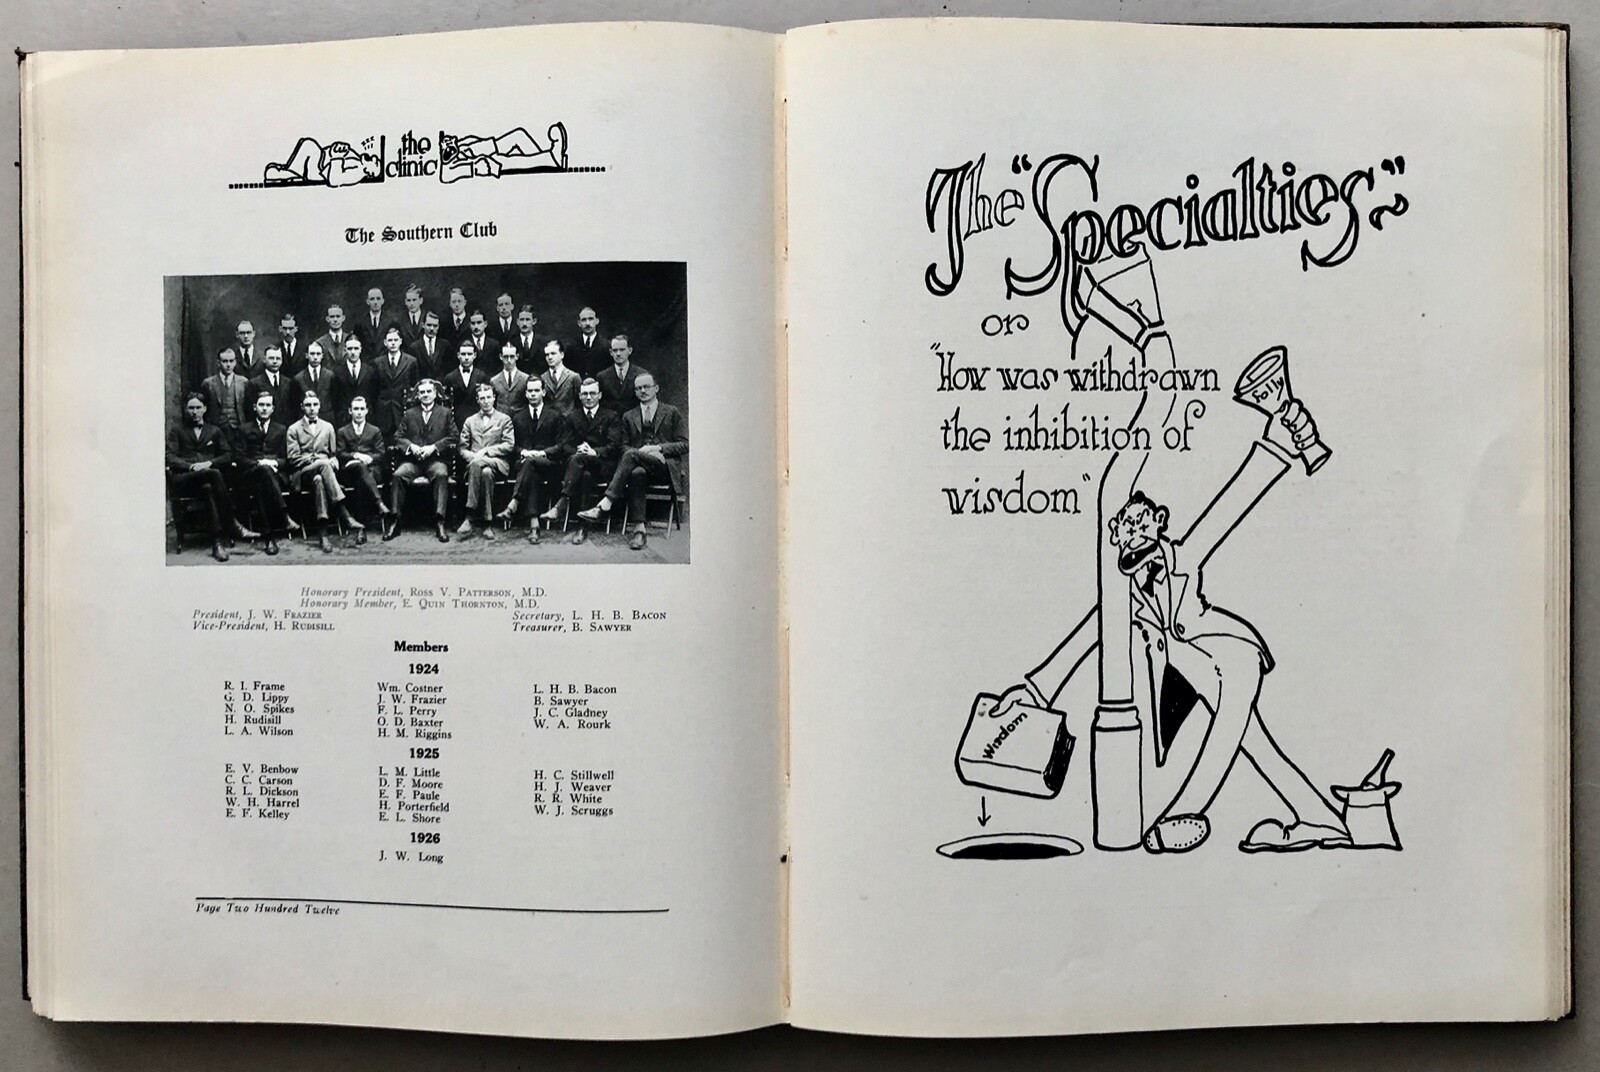 the
clinic
The Southern Club
Honorary President, Ross V. Patterson, M.D.
Honorary Member, E. Quin Thornton, M.D.
President, J. W. Frazier
Vice-President, H. Rudisill
Secretary, L. H. B. Bacon
Treasurer, B. Sawyer
Members
1924
R. I. Frame
G. D. Lippy
N. O. Spikes
H. Rudisill
L. A. Wilson
Wm. Costner
J. W. Frazier
F. L. Perry
O. D. Baxter
H. M. Riggins
L. H. B. Bacon
B. Sawyer
J. C. Gladney
W. A. Rourk
1925
E. V. Benbow
C. C. Carson
R. L. Dickson
W. H. Harrel
E. F. Kelley
L. M. Little
D. F. Moore
E. F. Paule
H. Porterfield
E. L. Shore
H. C. Stillwell
H. J. Weaver
R. R. White
W. J. Scruggs
1926
J. W. Long
Page Two Hundred Twelve
The "Specialties"
or
"How was withdrawn
the inhibition of
wisdom"
Folly
Wisdom